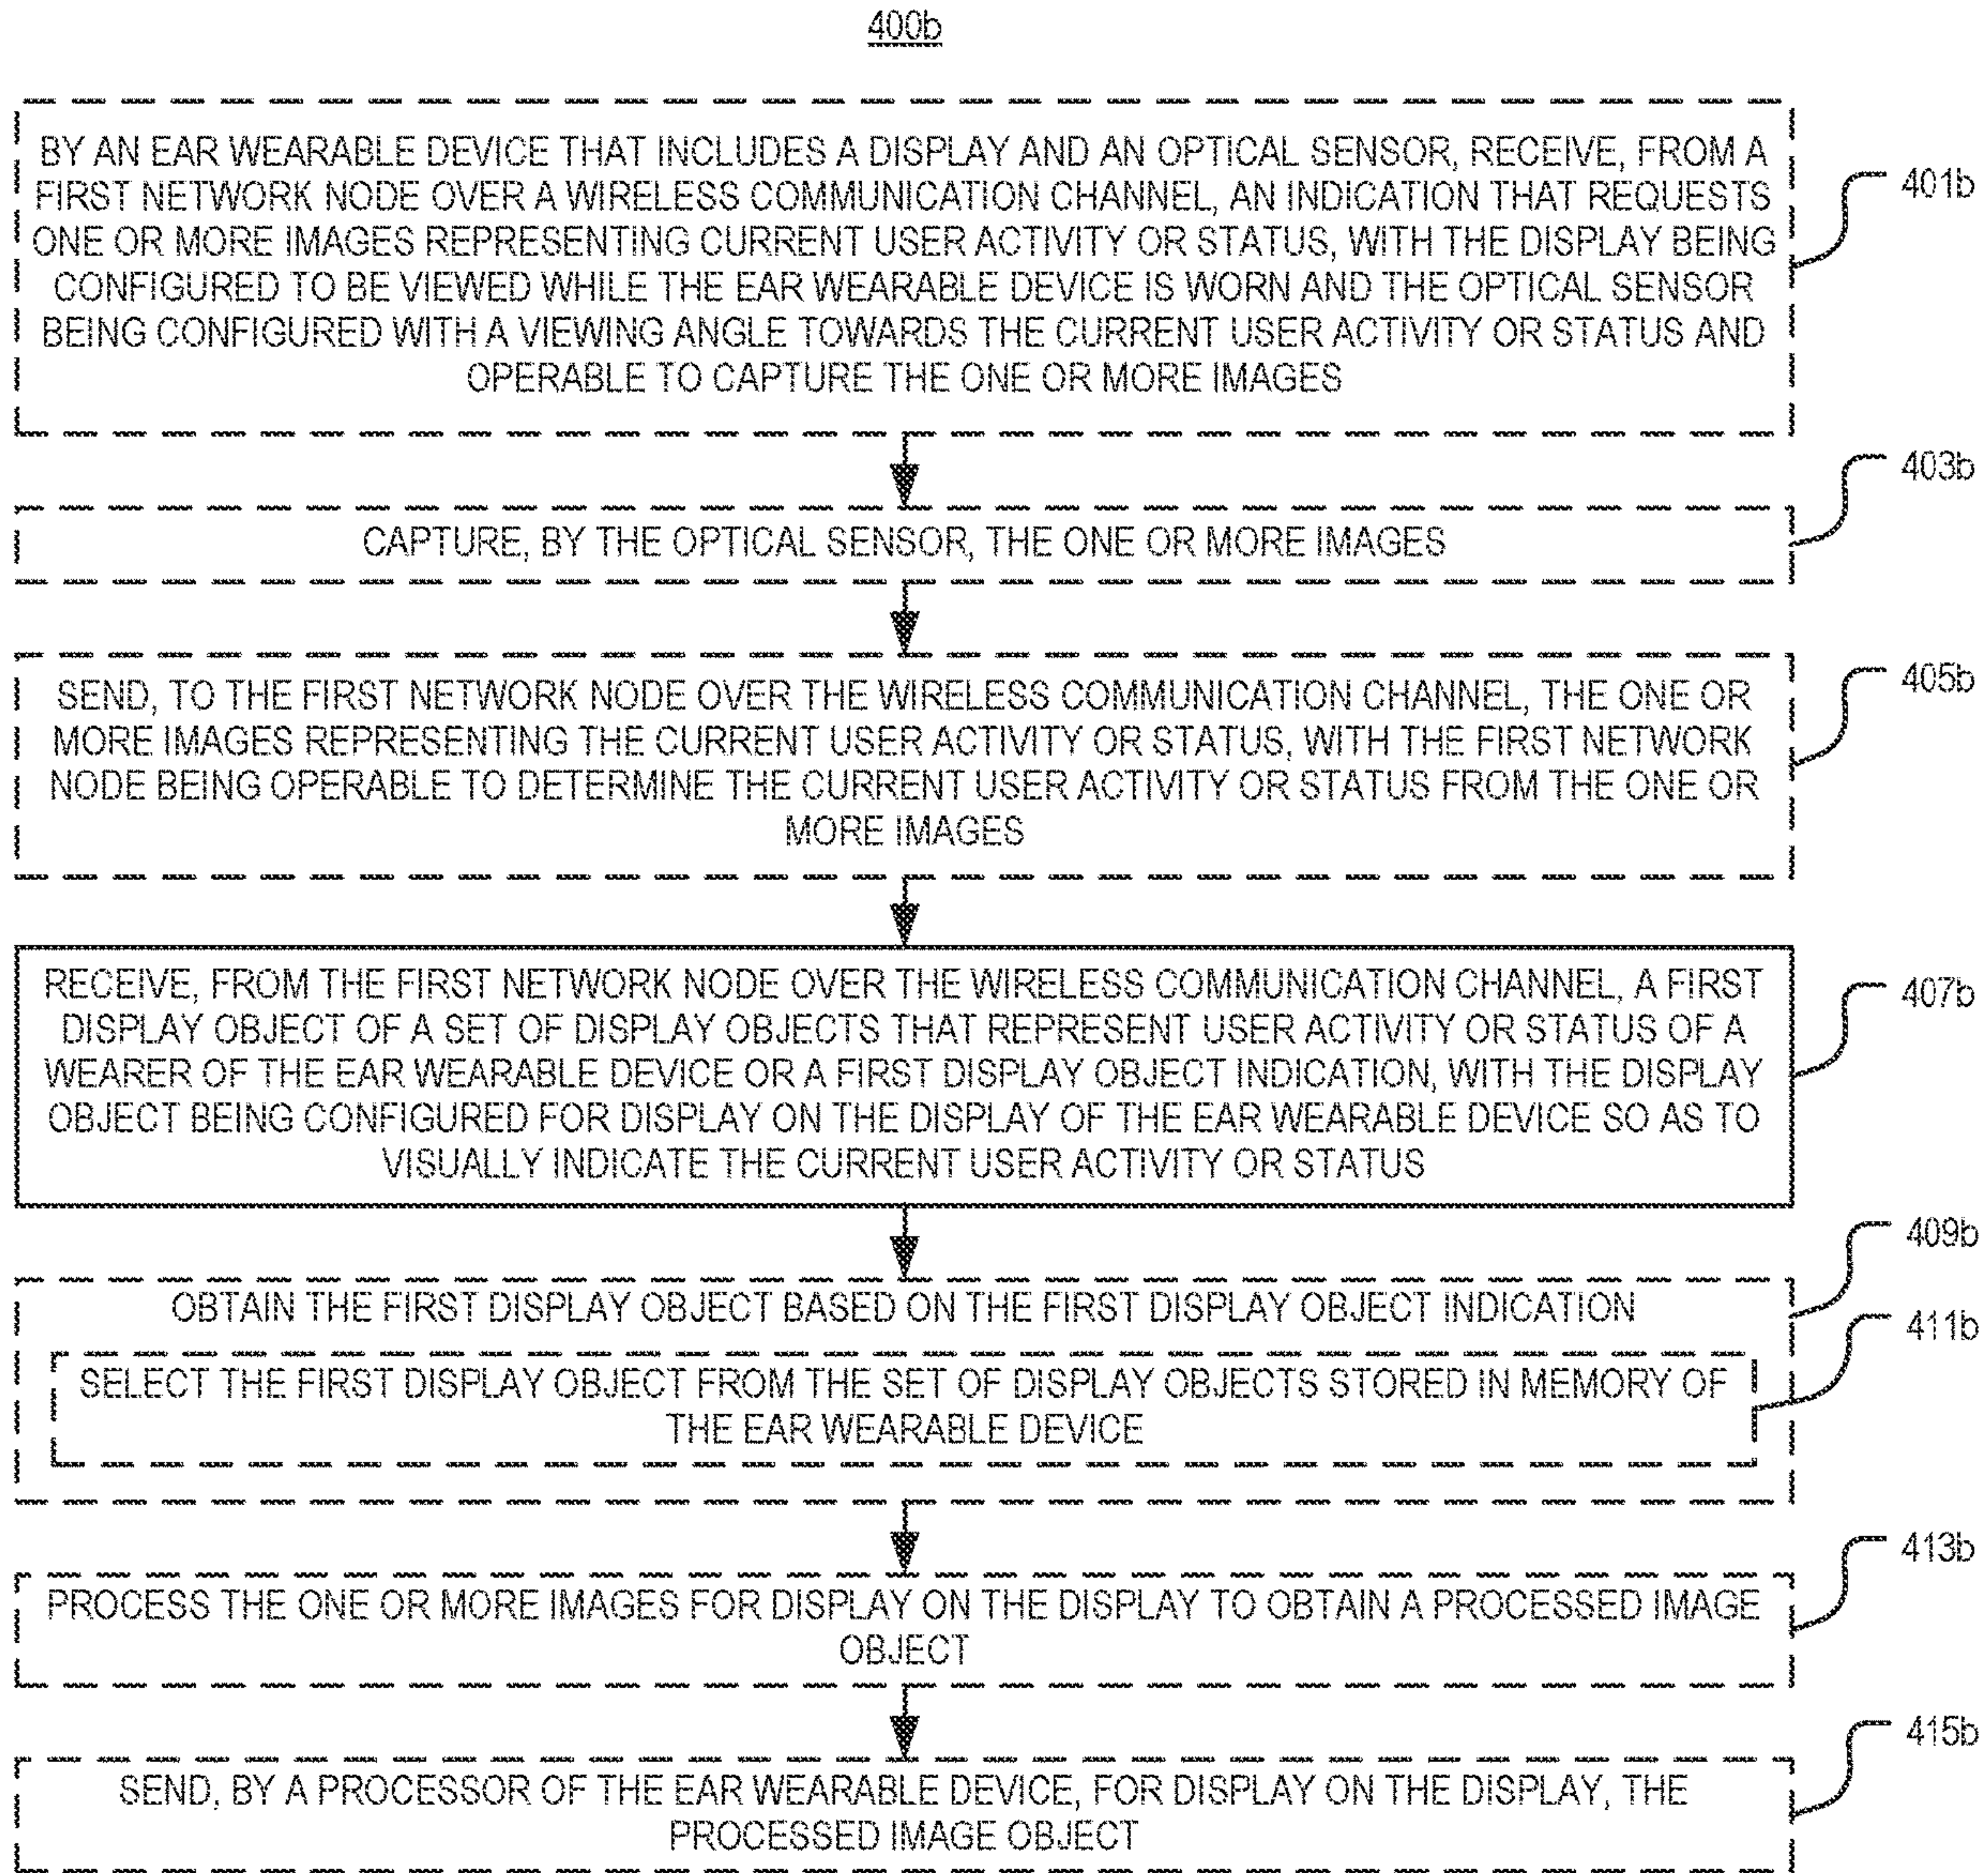 400b
BY AN EAR WEARABLE DEVICE THAT INCLUDES A DISPLAY AND AN OPTICAL SENSOR, RECEIVE, FROM A
FIRST NETWORK NODE OVER A WIRELESS COMMUNICATION CHANNEL, AN INDICATION THAT REQUESTS
ONE OR MORE IMAGES REPRESENTING CURRENT USER ACTIVITY OR STATUS, WITH THE DISPLAY BEING
CONFIGURED TO BE VIEWED WHILE THE EAR WEARABLE DEVICE IS WORN AND THE OPTICAL SENSOR
BEING CONFIGURED WITH A VIEWING ANGLE TOWARDS THE CURRENT USER ACTIVITY OR STATUS AND
OPERABLE TO CAPTURE THE ONE OR MORE IMAGES
401b
CAPTURE, BY THE OPTICAL SENSOR, THE ONE OR MORE IMAGES
403b
SEND, TO THE FIRST NETWORK NODE OVER THE WIRELESS COMMUNICATION CHANNEL, THE ONE OR
MORE IMAGES REPRESENTING THE CURRENT USER ACTIVITY OR STATUS, WITH THE FIRST NETWORK
NODE BEING OPERABLE TO DETERMINE THE CURRENT USER ACTIVITY OR STATUS FROM THE ONE OR
MORE IMAGES
405b
RECEIVE, FROM THE FIRST NETWORK NODE OVER THE WIRELESS COMMUNICATION CHANNEL, A FIRST
DISPLAY OBJECT OF A SET OF DISPLAY OBJECTS THAT REPRESENT USER ACTIVITY OR STATUS OF A
WEARER OF THE EAR WEARABLE DEVICE OR A FIRST DISPLAY OBJECT INDICATION, WITH THE DISPLAY
OBJECT BEING CONFIGURED FOR DISPLAY ON THE DISPLAY OF THE EAR WEARABLE DEVICE SO AS TO
VISUALLY INDICATE THE CURRENT USER ACTIVITY OR STATUS
407b
OBTAIN THE FIRST DISPLAY OBJECT BASED ON THE FIRST DISPLAY OBJECT INDICATION
409b
SELECT THE FIRST DISPLAY OBJECT FROM THE SET OF DISPLAY OBJECTS STORED IN MEMORY OF
THE EAR WEARABLE DEVICE
411b
PROCESS THE ONE OR MORE IMAGES FOR DISPLAY ON THE DISPLAY TO OBTAIN A PROCESSED IMAGE
OBJECT
413b
SEND, BY A PROCESSOR OF THE EAR WEARABLE DEVICE, FOR DISPLAY ON THE DISPLAY, THE
PROCESSED IMAGE OBJECT
415b